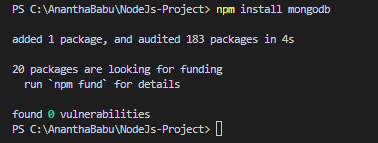 PS C:\AnanthaBabu\NodeJs-Project> npm install mongodb
added 1 package, and audited 183 packages in 4s
20 packages are looking for funding
run `npm fund` for details
found 0 vulnerabilities
PS C:\AnanthaBabu\NodeJs-Project>